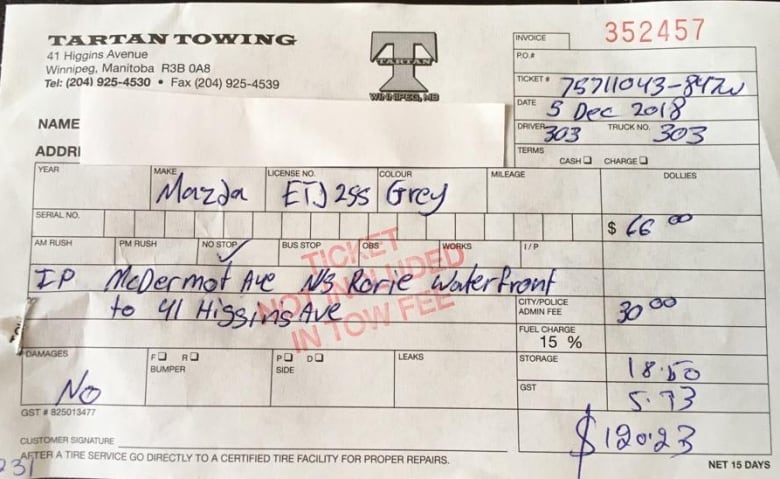 TARTAN TOWING
41 Higgins Avenue
Winnipeg, Manitoba R3B 0A8
Tel: (204) 925-4530 • Fax (204) 925-4539
TARTAN
WINNIPEG, MB
INVOICE 352457
P.O.#
TICKET #
DATE 5 Dec 2018
DRIVER 303 TRUCK NO. 303
TERMS
CASH CHARGE
NAME
ADDR
YEAR MAKE LICENSE NO. COLOUR MILEAGE DOLLIES
Mazda ETJ 255 Grey
SERIAL NO. $ 66 00
AM RUSH PM RUSH NO STOP BUS STOP OBS WORKS I / P
TICKET
NOT INCLUDED
IN TOW FEE
IP McDermot Ave N/S Rorie Waterfront
to 41 Higgins Ave
CITY/POLICE
ADMIN FEE 30 00
FUEL CHARGE
15 %
STORAGE 18.50
GST 5.73
$120.23
DAMAGES F R P D LEAKS
BUMPER SIDE
No
GST # 825013477
CUSTOMER SIGNATURE
AFTER A TIRE SERVICE GO DIRECTLY TO A CERTIFIED TIRE FACILITY FOR PROPER REPAIRS.
NET 15 DAYS
231